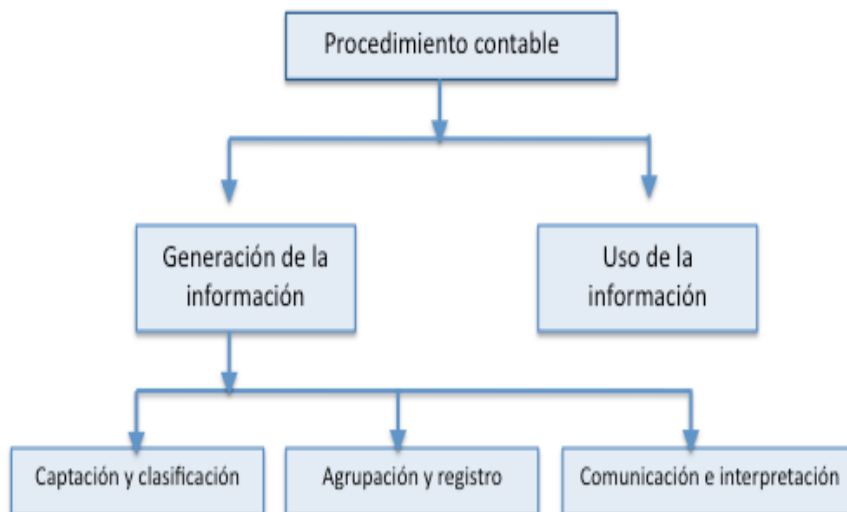 Procedimiento contable
Generación de la
información
Uso de la
información
Captación y clasificación
Agrupación y registro
Comunicación e interpretación